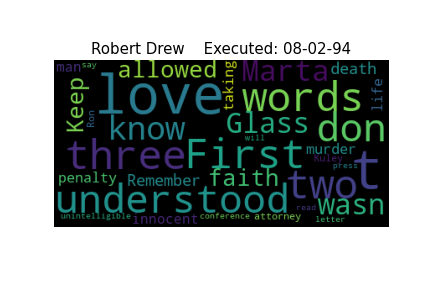 Robert Drew    Executed: 08-02-94
man say allowed taking Marta death
Keep love words life
Ron know Glass don
will
three First murder
Kuley press
penalty Remember faith two t
understood wasn
unintelligible innocent conference attorney read letter